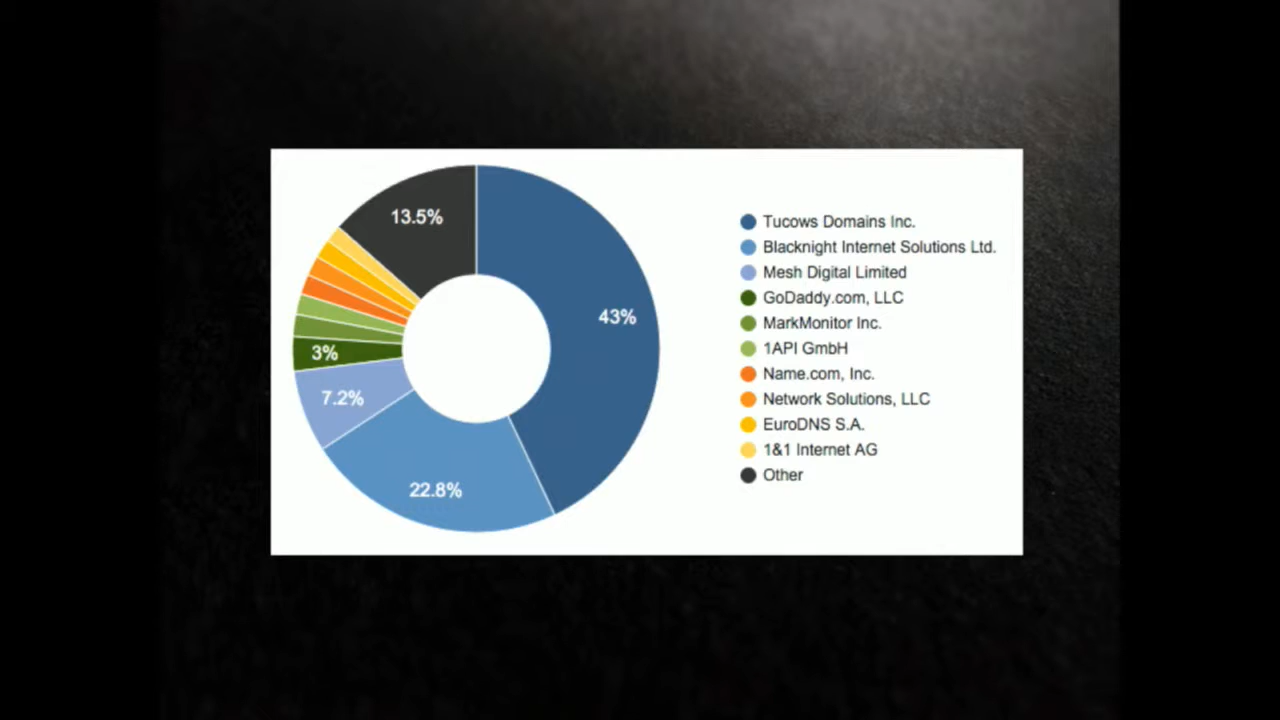 13.5%
43%
3%
7.2%
22.8%
Tucows Domains Inc.
Blacknight Internet Solutions Ltd.
Mesh Digital Limited
GoDaddy.com, LLC
MarkMonitor Inc.
1API GmbH
Name.com, Inc.
Network Solutions, LLC
EuroDNS S.A.
1&1 Internet AG
Other